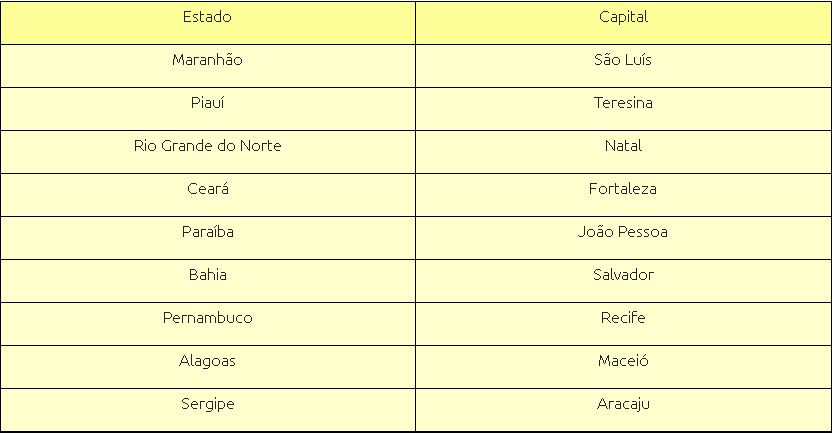 Estado Capital
Maranhão São Luís
Piauí Teresina
Rio Grande do Norte Natal
Ceará Fortaleza
Paraíba João Pessoa
Bahia Salvador
Pernambuco Recife
Alagoas Maceió
Sergipe Aracaju